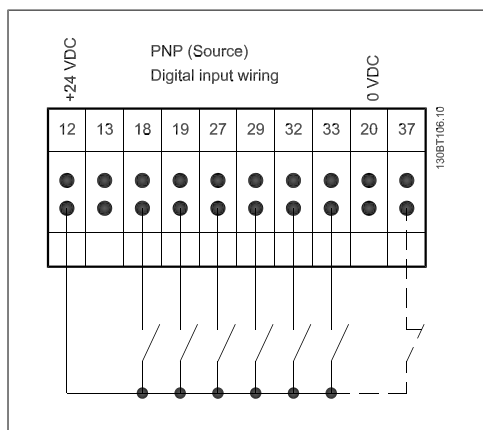 +24 VDC
PNP (Source)
Digital input wiring
0 VDC
12 13 18 19 27 29 32 33 20 37
130BT106.10